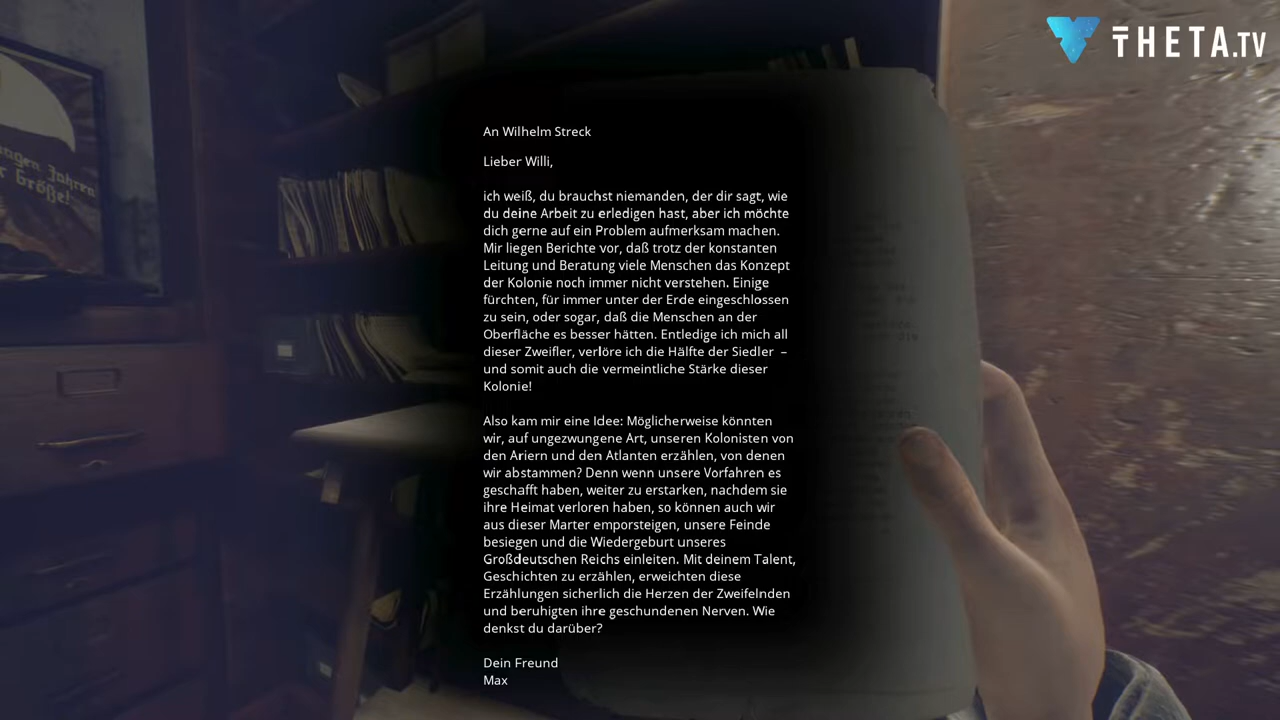 THETA.TV
An Wilhelm Streck
Lieber Willi,
ich weiß, du brauchst niemanden, der dir sagt, wie
du deine Arbeit zu erledigen hast, aber ich möchte
dich gerne auf ein Problem aufmerksam machen.
Mir liegen Berichte vor, daß trotz der konstanten
Leitung und Beratung viele Menschen das Konzept
der Kolonie noch immer nicht verstehen. Einige
fürchten, für immer unter der Erde eingeschlossen
zu sein, oder sogar, daß die Menschen an der
Oberfläche es besser hätten. Entledige ich mich all
dieser Zweifler, verlöre ich die Hälfte der Siedler –
und somit auch die vermeintliche Stärke dieser
Kolonie!
Also kam mir eine Idee: Möglicherweise könnten
wir, auf ungezwungene Art, unseren Kolonisten von
den Ariern und den Atlanten erzählen, von denen
wir abstammen? Denn wenn unsere Vorfahren es
geschafft haben, weiter zu erstarken, nachdem sie
ihre Heimat verloren haben, so können auch wir
aus dieser Marter emporsteigen, unsere Feinde
besiegen und die Wiedergeburt unseres
Großdeutschen Reichs einleiten. Mit deinem Talent,
Geschichten zu erzählen, erweichten diese
Erzählungen sicherlich die Herzen der Zweifelnden
und beruhigten ihre geschundenen Nerven. Wie
denkst du darüber?
Dein Freund
Max
Jahren
Größe!